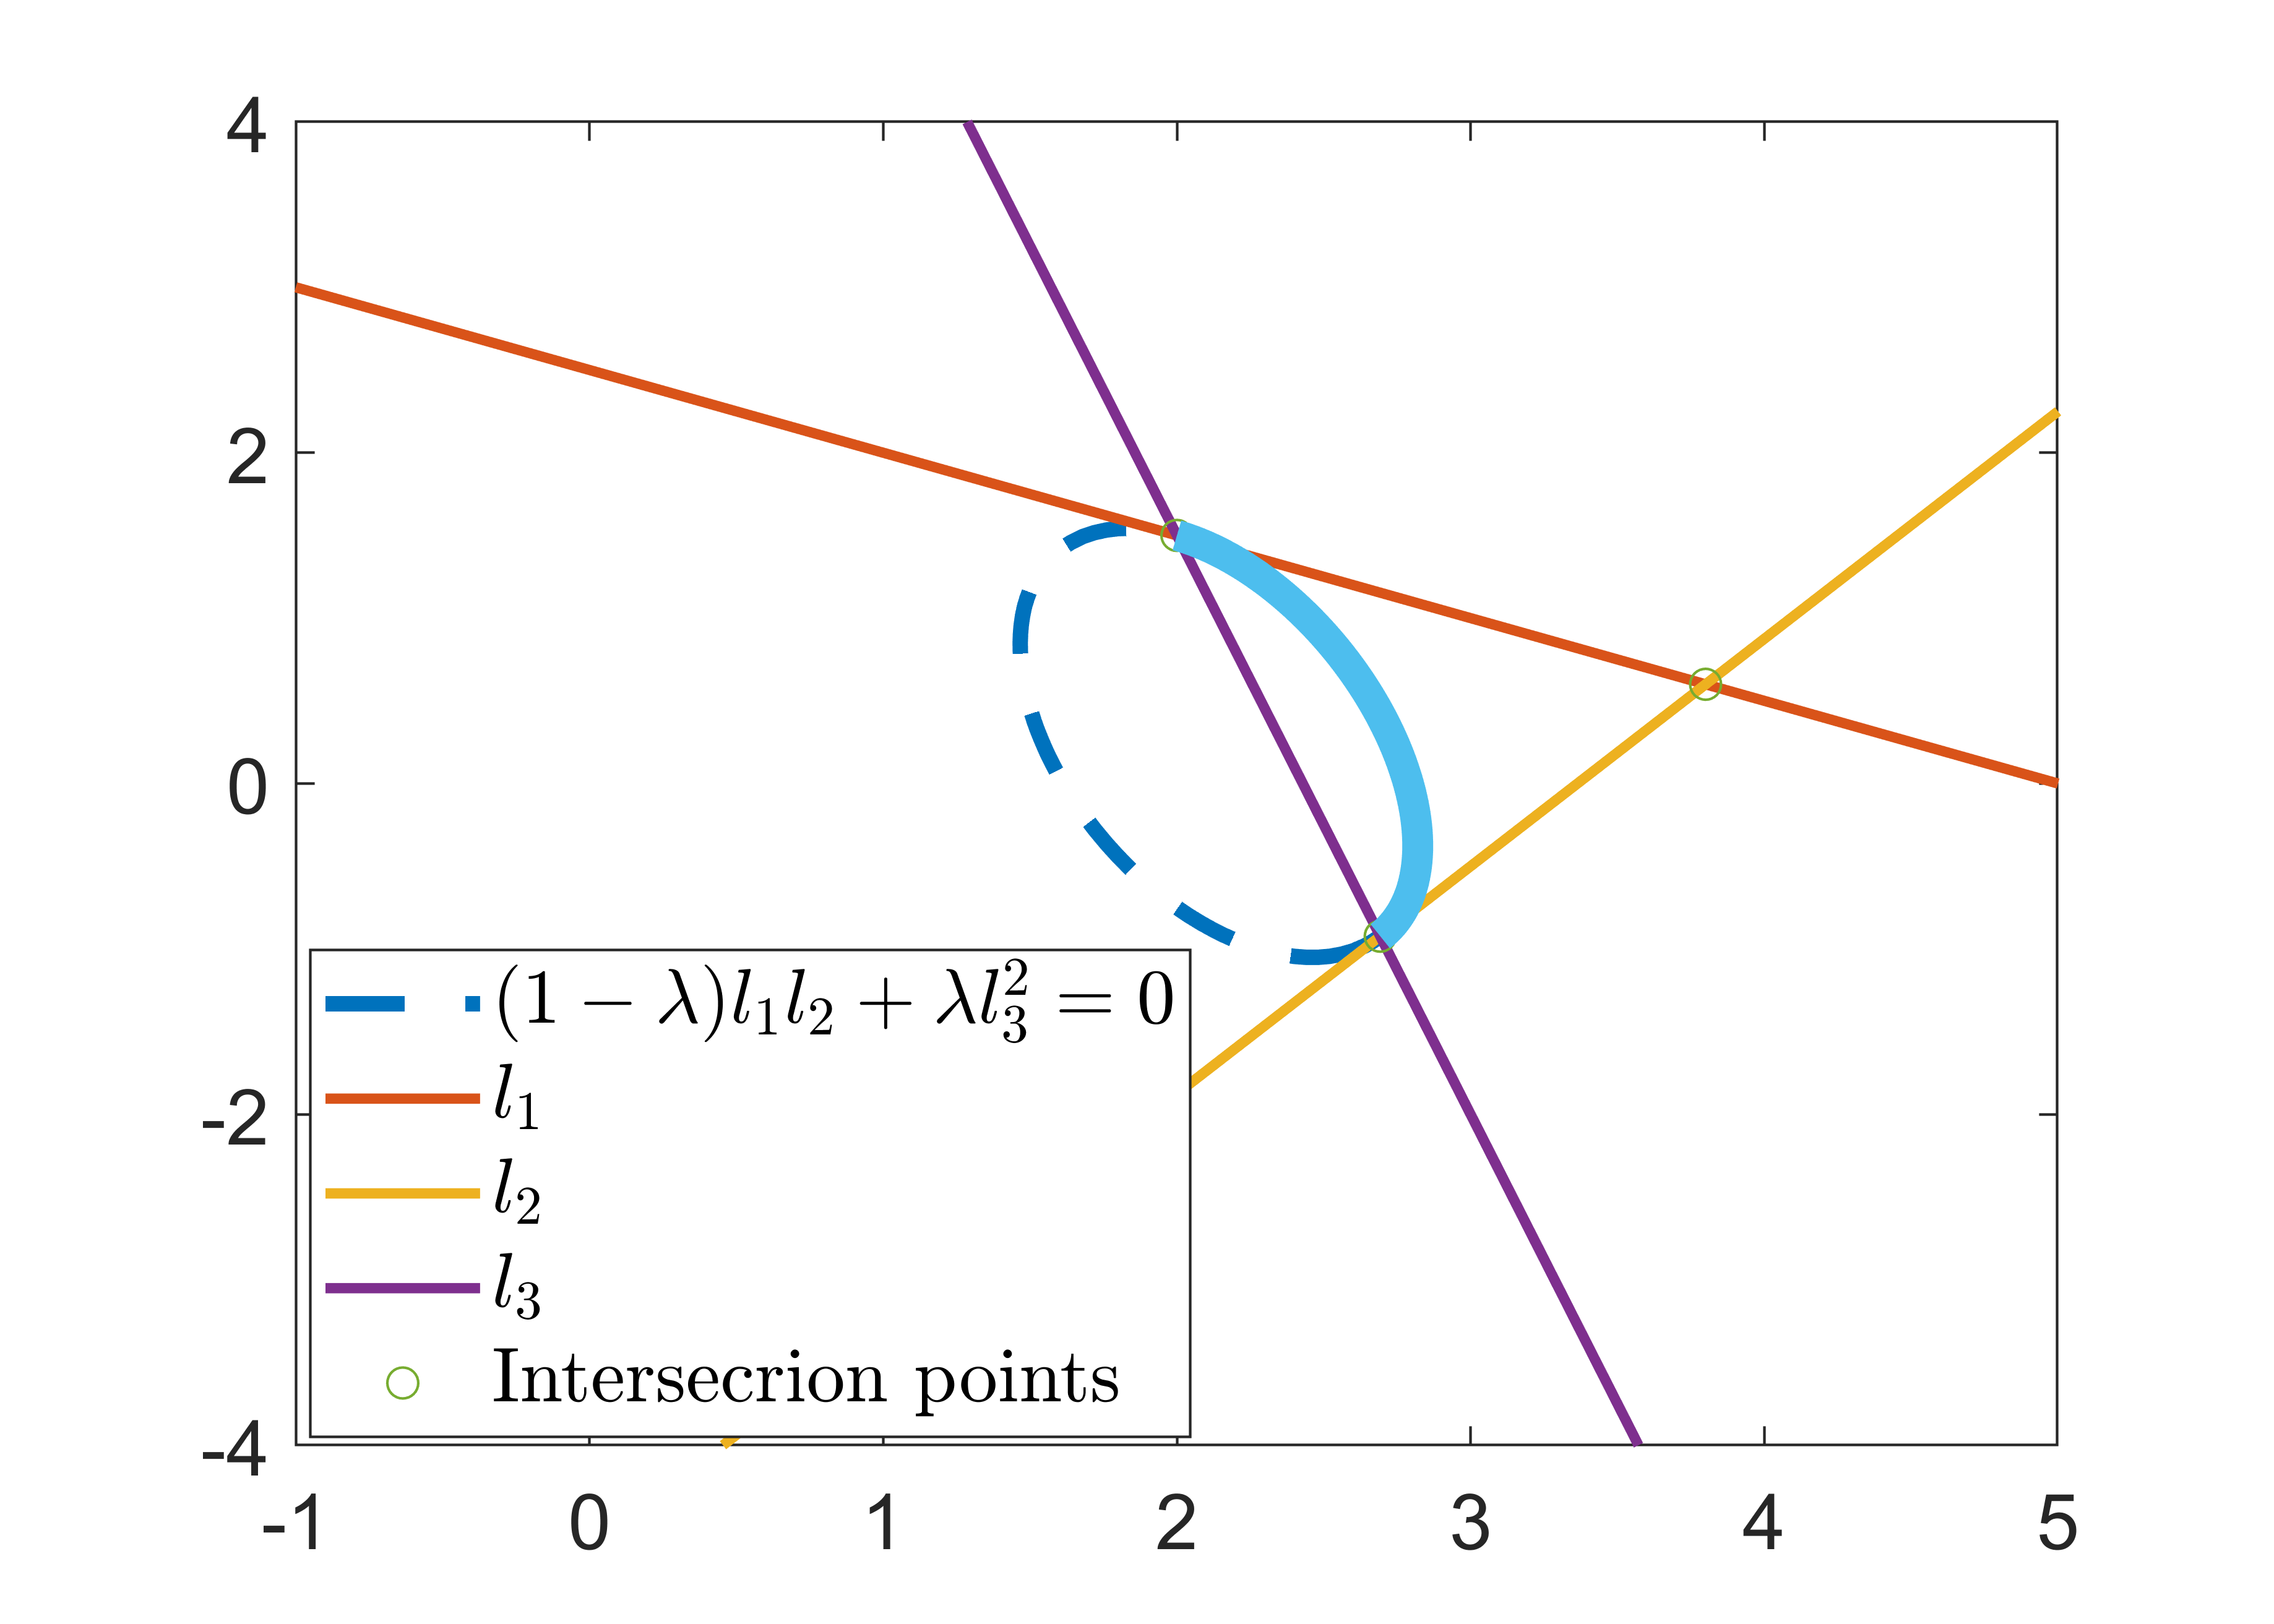 4
2
0
-2
-4
(1 − λ)l₁l₂ + λl₃² = 0
l₁
l₂
l₃
Intersecrion points
-1 0 1 2 3 4 5